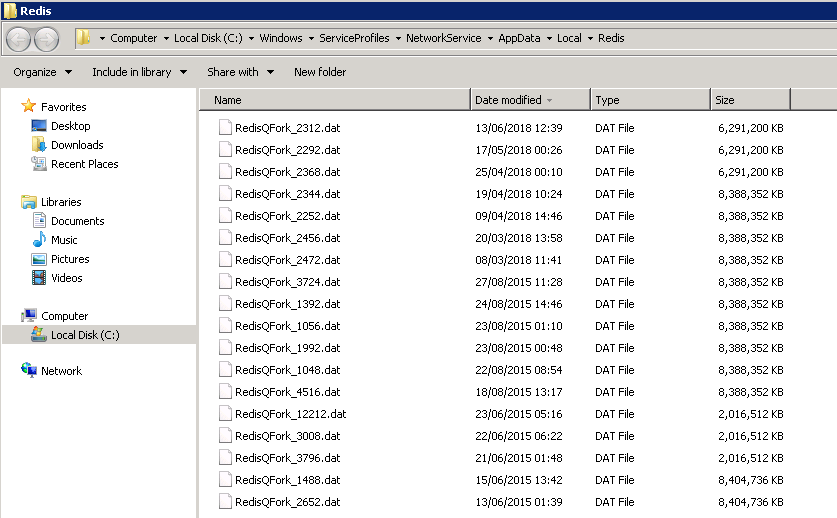 Redis
Computer Local Disk (C:) Windows ServiceProfiles NetworkService AppData Local Redis
Organize Include in library Share with New folder
Favorites
Desktop
Downloads
Recent Places
Libraries
Documents
Music
Pictures
Videos
Computer
Local Disk (C:)
Network
Name Date modified Type Size
RedisQFork_2312.dat 13/06/2018 12:39 DAT File 6,291,200 KB
RedisQFork_2292.dat 17/05/2018 00:26 DAT File 6,291,200 KB
RedisQFork_2368.dat 25/04/2018 00:10 DAT File 6,291,200 KB
RedisQFork_2344.dat 19/04/2018 10:24 DAT File 8,388,352 KB
RedisQFork_2252.dat 09/04/2018 14:46 DAT File 8,388,352 KB
RedisQFork_2456.dat 20/03/2018 13:58 DAT File 8,388,352 KB
RedisQFork_2472.dat 08/03/2018 11:41 DAT File 8,388,352 KB
RedisQFork_3724.dat 27/08/2015 11:28 DAT File 8,388,352 KB
RedisQFork_1392.dat 24/08/2015 14:46 DAT File 8,388,352 KB
RedisQFork_1056.dat 23/08/2015 01:10 DAT File 8,388,352 KB
RedisQFork_1992.dat 23/08/2015 00:48 DAT File 8,388,352 KB
RedisQFork_1048.dat 22/08/2015 08:54 DAT File 8,388,352 KB
RedisQFork_4516.dat 18/08/2015 13:17 DAT File 8,388,352 KB
RedisQFork_12212.dat 23/06/2015 05:16 DAT File 2,016,512 KB
RedisQFork_3008.dat 22/06/2015 06:22 DAT File 2,016,512 KB
RedisQFork_3796.dat 21/06/2015 01:48 DAT File 2,016,512 KB
RedisQFork_1488.dat 15/06/2015 13:42 DAT File 8,404,736 KB
RedisQFork_2652.dat 13/06/2015 01:39 DAT File 8,404,736 KB